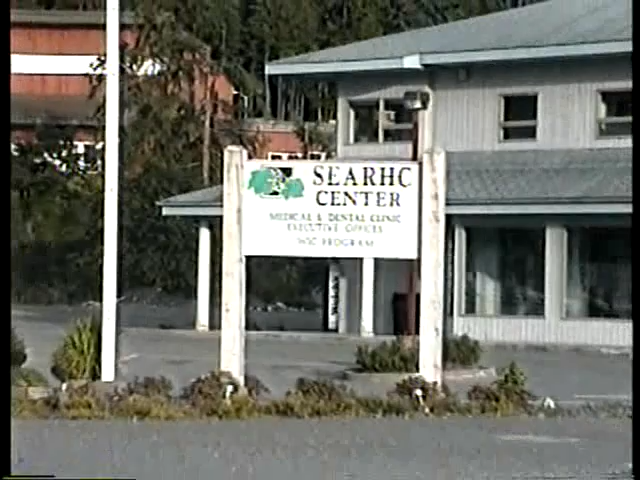 SEARHC
CENTER
MEDICAL & DENTAL CLINIC
EXECUTIVE OFFICES
WIC PROGRAM